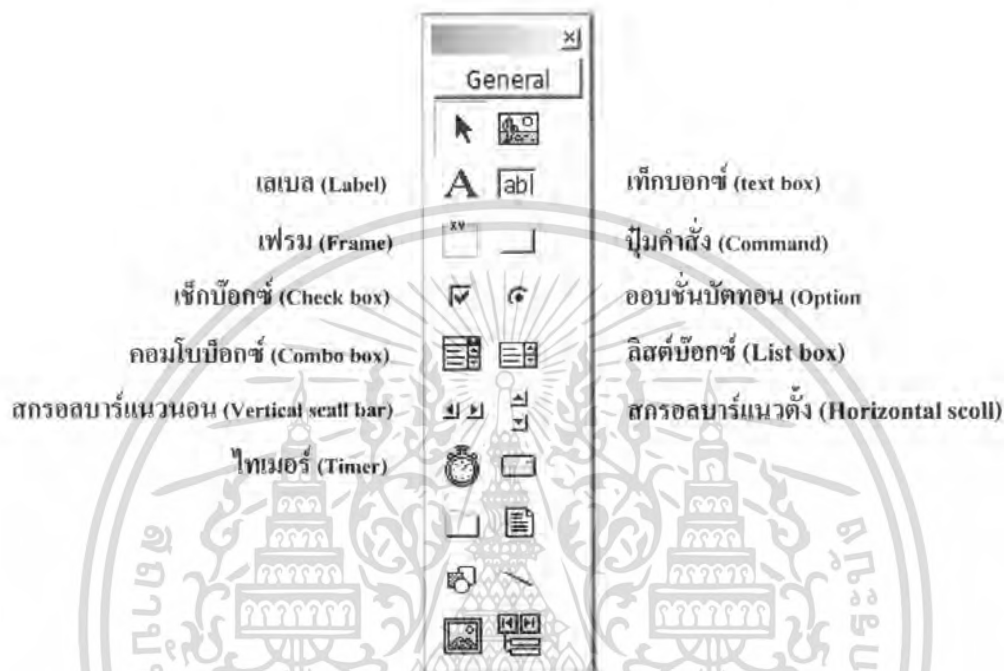 General
เลเบล (Label)
A
ab|
เท็กบอกซ์ (text box)
เฟรม (Frame)
xv
ปุ่มคำสั่ง (Command)
เช็กบ๊อกซ์ (Check box)
ออบชั่นบัตทอน (Option
คอมโบบ็อกซ์ (Combo box)
ลิสต์บ๊อกซ์ (List box)
สกรอลบาร์แนวนอน (Vertical scall bar)
สกรอลบาร์แนวตั้ง (Horizontal scoll)
ไทเมอร์ (Timer)